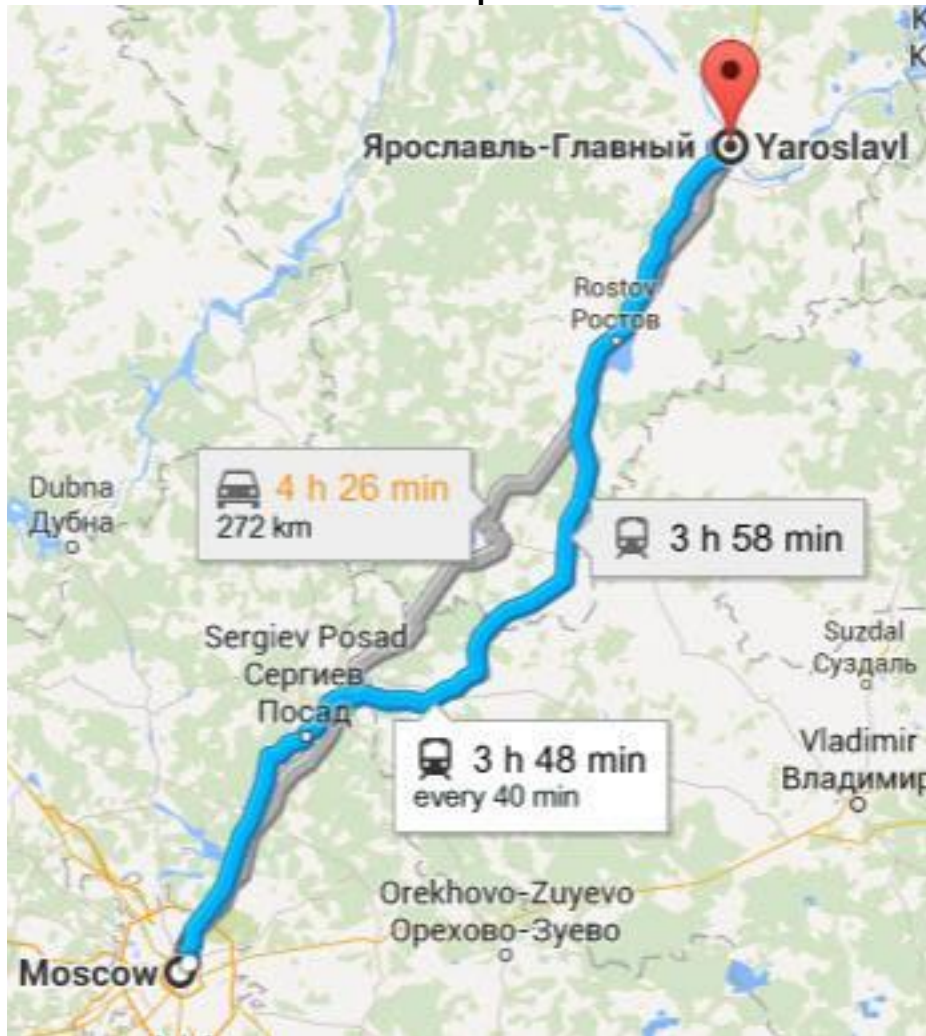 Ярославль-Главный
Yaroslavl
Rostov
Ростов
4 h 26 min
272 km
Dubna
Дубна
3 h 58 min
Sergiev Posad
Сергиев
Посад
Suzdal
Суздаль
3 h 48 min
every 40 min
Vladimir
Владимир
Orekhovo-Zuyevo
Орехово-Зуево
Moscow